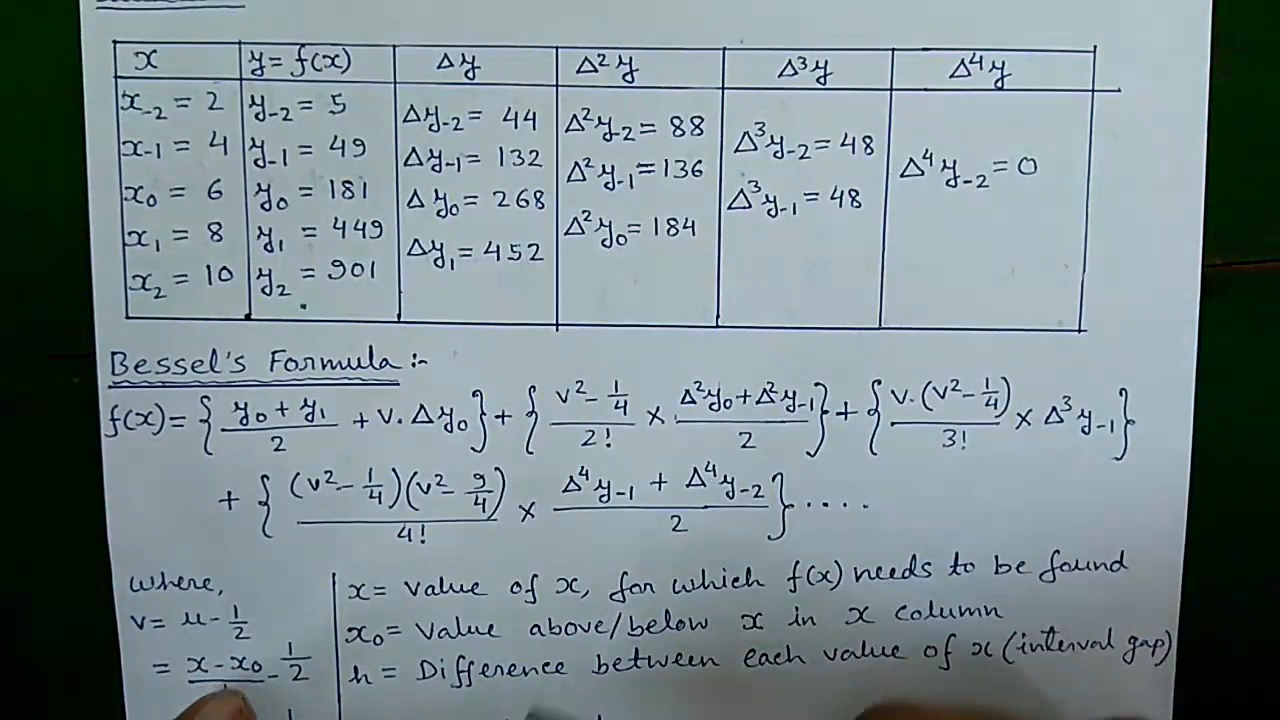 x y = f(x) Δy Δ²y Δ³y Δ⁴y
x₋₂ = 2 y₋₂ = 5 Δy₋₂ = 44 Δ²y₋₂ = 88 Δ³y₋₂ = 48 Δ⁴y₋₂ = 0
x₋₁ = 4 y₋₁ = 49 Δy₋₁ = 132 Δ²y₋₁ = 136 Δ³y₋₁ = 48
x₀ = 6 y₀ = 181 Δy₀ = 268 Δ²y₀ = 184
x₁ = 8 y₁ = 449 Δy₁ = 452
x₂ = 10 y₂ = 901
Bessel's Formula :-
f(x) = { (y₀ + y₁)/2 + v. Δy₀ } + { (v² - 1/4)/2! × (Δ²y₀ + Δ²y₋₁)/2 } + { v. (v² - 1/4)/3! × Δ³y₋₁ }
+ { (v² - 1/4)(v² - 9/4)/4! × (Δ⁴y₋₁ + Δ⁴y₋₂)/2 } ....
where,
v = u - 1/2
= x - x₀ - 1/2
x = value of x, for which f(x) needs to be found
x₀ = Value above/below x in x column
h = Difference between each value of x (interval gap)